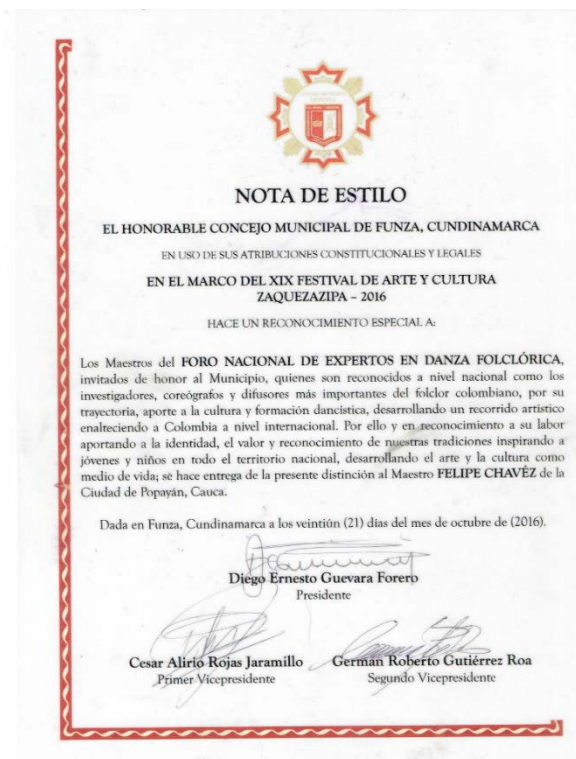 NOTA DE ESTILO
EL HONORABLE CONCEJO MUNICIPAL DE FUNZA, CUNDINAMARCA
EN USO DE SUS ATRIBUCIONES CONSTITUCIONALES Y LEGALES
EN EL MARCO DEL XIX FESTIVAL DE ARTE Y CULTURA
ZAQUEZAZIPA – 2016
HACE UN RECONOCIMIENTO ESPECIAL A:
Los Maestros del FORO NACIONAL DE EXPERTOS EN DANZA FOLCLÓRICA,
invitados de honor al Municipio, quienes son reconocidos a nivel nacional como los
investigadores, coreógrafos y difusores más importantes del folclor colombiano, por su
trayectoria, aporte a la cultura y formación dancística, desarrollando un recorrido artístico
enalteciendo a Colombia a nivel internacional. Por ello y en reconocimiento a su labor
aportando a la identidad, el valor y reconocimiento de nuestras tradiciones inspirando a
jóvenes y niños en todo el territorio nacional, desarrollando el arte y la cultura como
medio de vida; se hace entrega de la presente distinción al Maestro FELIPE CHAVÉZ de la
Ciudad de Popayán, Cauca.
Dada en Funza, Cundinamarca a los veintiún (21) días del mes de octubre de (2016).
Diego Ernesto Guevara Forero
Presidente
Cesar Alirio Rojas Jaramillo German Roberto Gutiérrez Roa
Primer Vicepresidente Segundo Vicepresidente